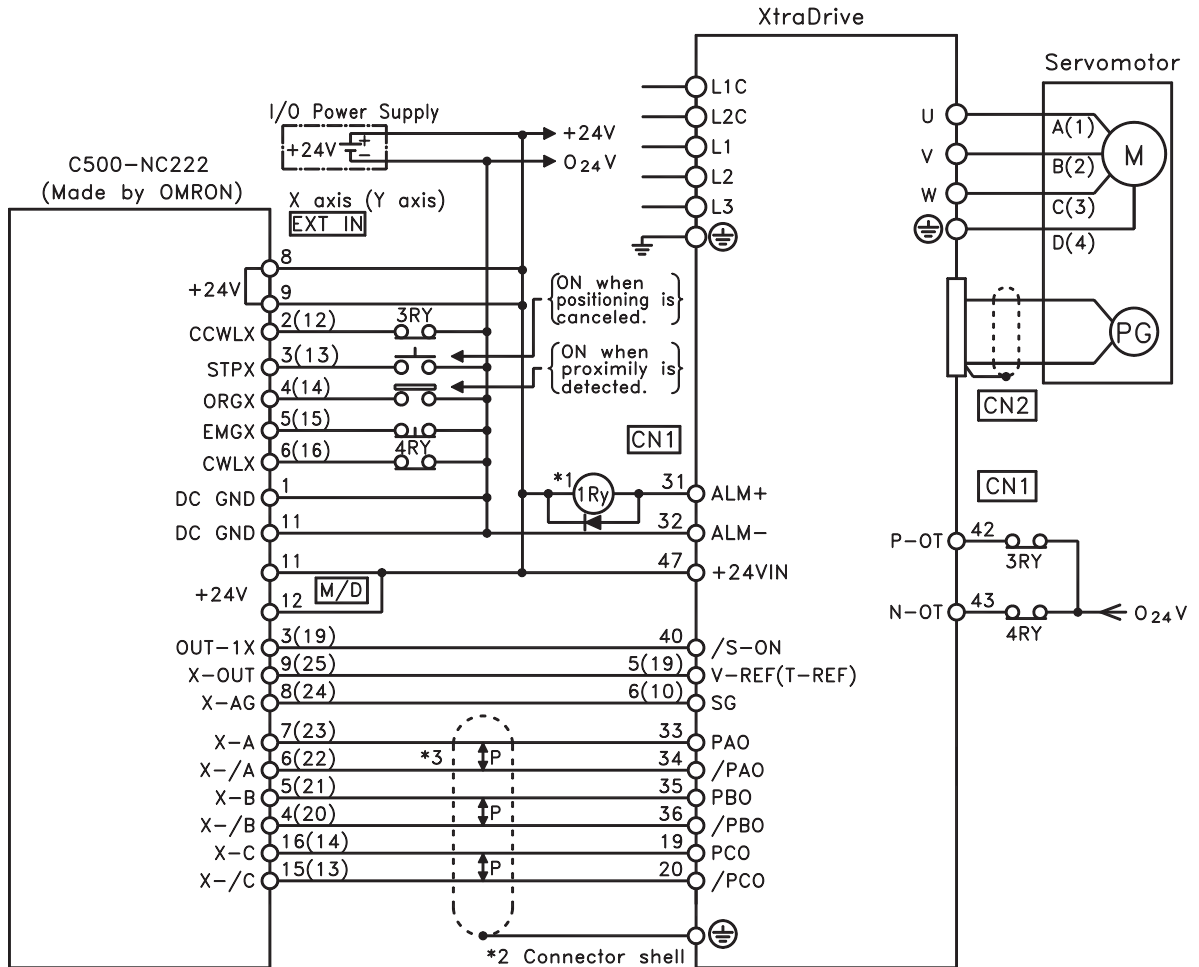 XtraDrive
Servomotor
I/O Power Supply
+24V
+
−
+24V
O24V
C500-NC222
(Made by OMRON)
X axis (Y axis)
EXT IN
L1C
L2C
L1
L2
L3
U
V
W
A(1)
B(2)
C(3)
D(4)
M
PG
CN2
CN1
+24V
8
9
CCWLX
2(12)
3RY
STPX
3(13)
ORGX
4(14)
EMGX
5(15)
CWLX
6(16)
4RY
DC GND
1
DC GND
11
ON when
positioning is
canceled.
ON when
proximily is
detected.
CN1
*1
1Ry
31
ALM+
32
ALM−
+24V
11
12
M/D
47
+24VIN
P-OT
42
3RY
N-OT
43
4RY
O24V
OUT-1X
3(19)
40
/S-ON
X-OUT
9(25)
5(19)
V-REF(T-REF)
X-AG
8(24)
6(10)
SG
X-A
7(23)
33
PAO
*3
P
X-/A
6(22)
34
/PAO
X-B
5(21)
35
PBO
P
X-/B
4(20)
36
/PBO
X-C
16(14)
19
PCO
P
X-/C
15(13)
20
/PCO
*2 Connector shell